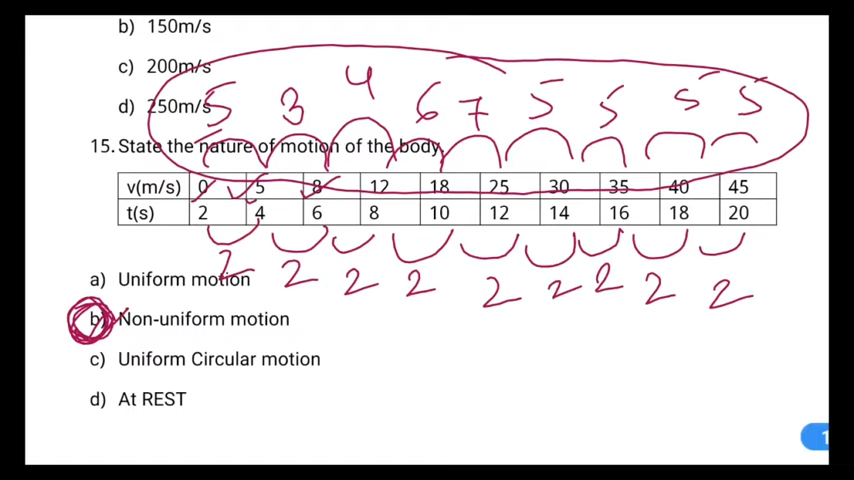 b) 150m/s
c) 200m/s
d) 250m/s
5 3 4 6 7 5 5 5 5
15. State the nature of motion of the body.
v(m/s) 0 5 8 12 18 25 30 35 40 45
t(s) 2 4 6 8 10 12 14 16 18 20
2 2 2 2 2 2 2 2 2
a) Uniform motion
b) Non-uniform motion
c) Uniform Circular motion
d) At REST
1